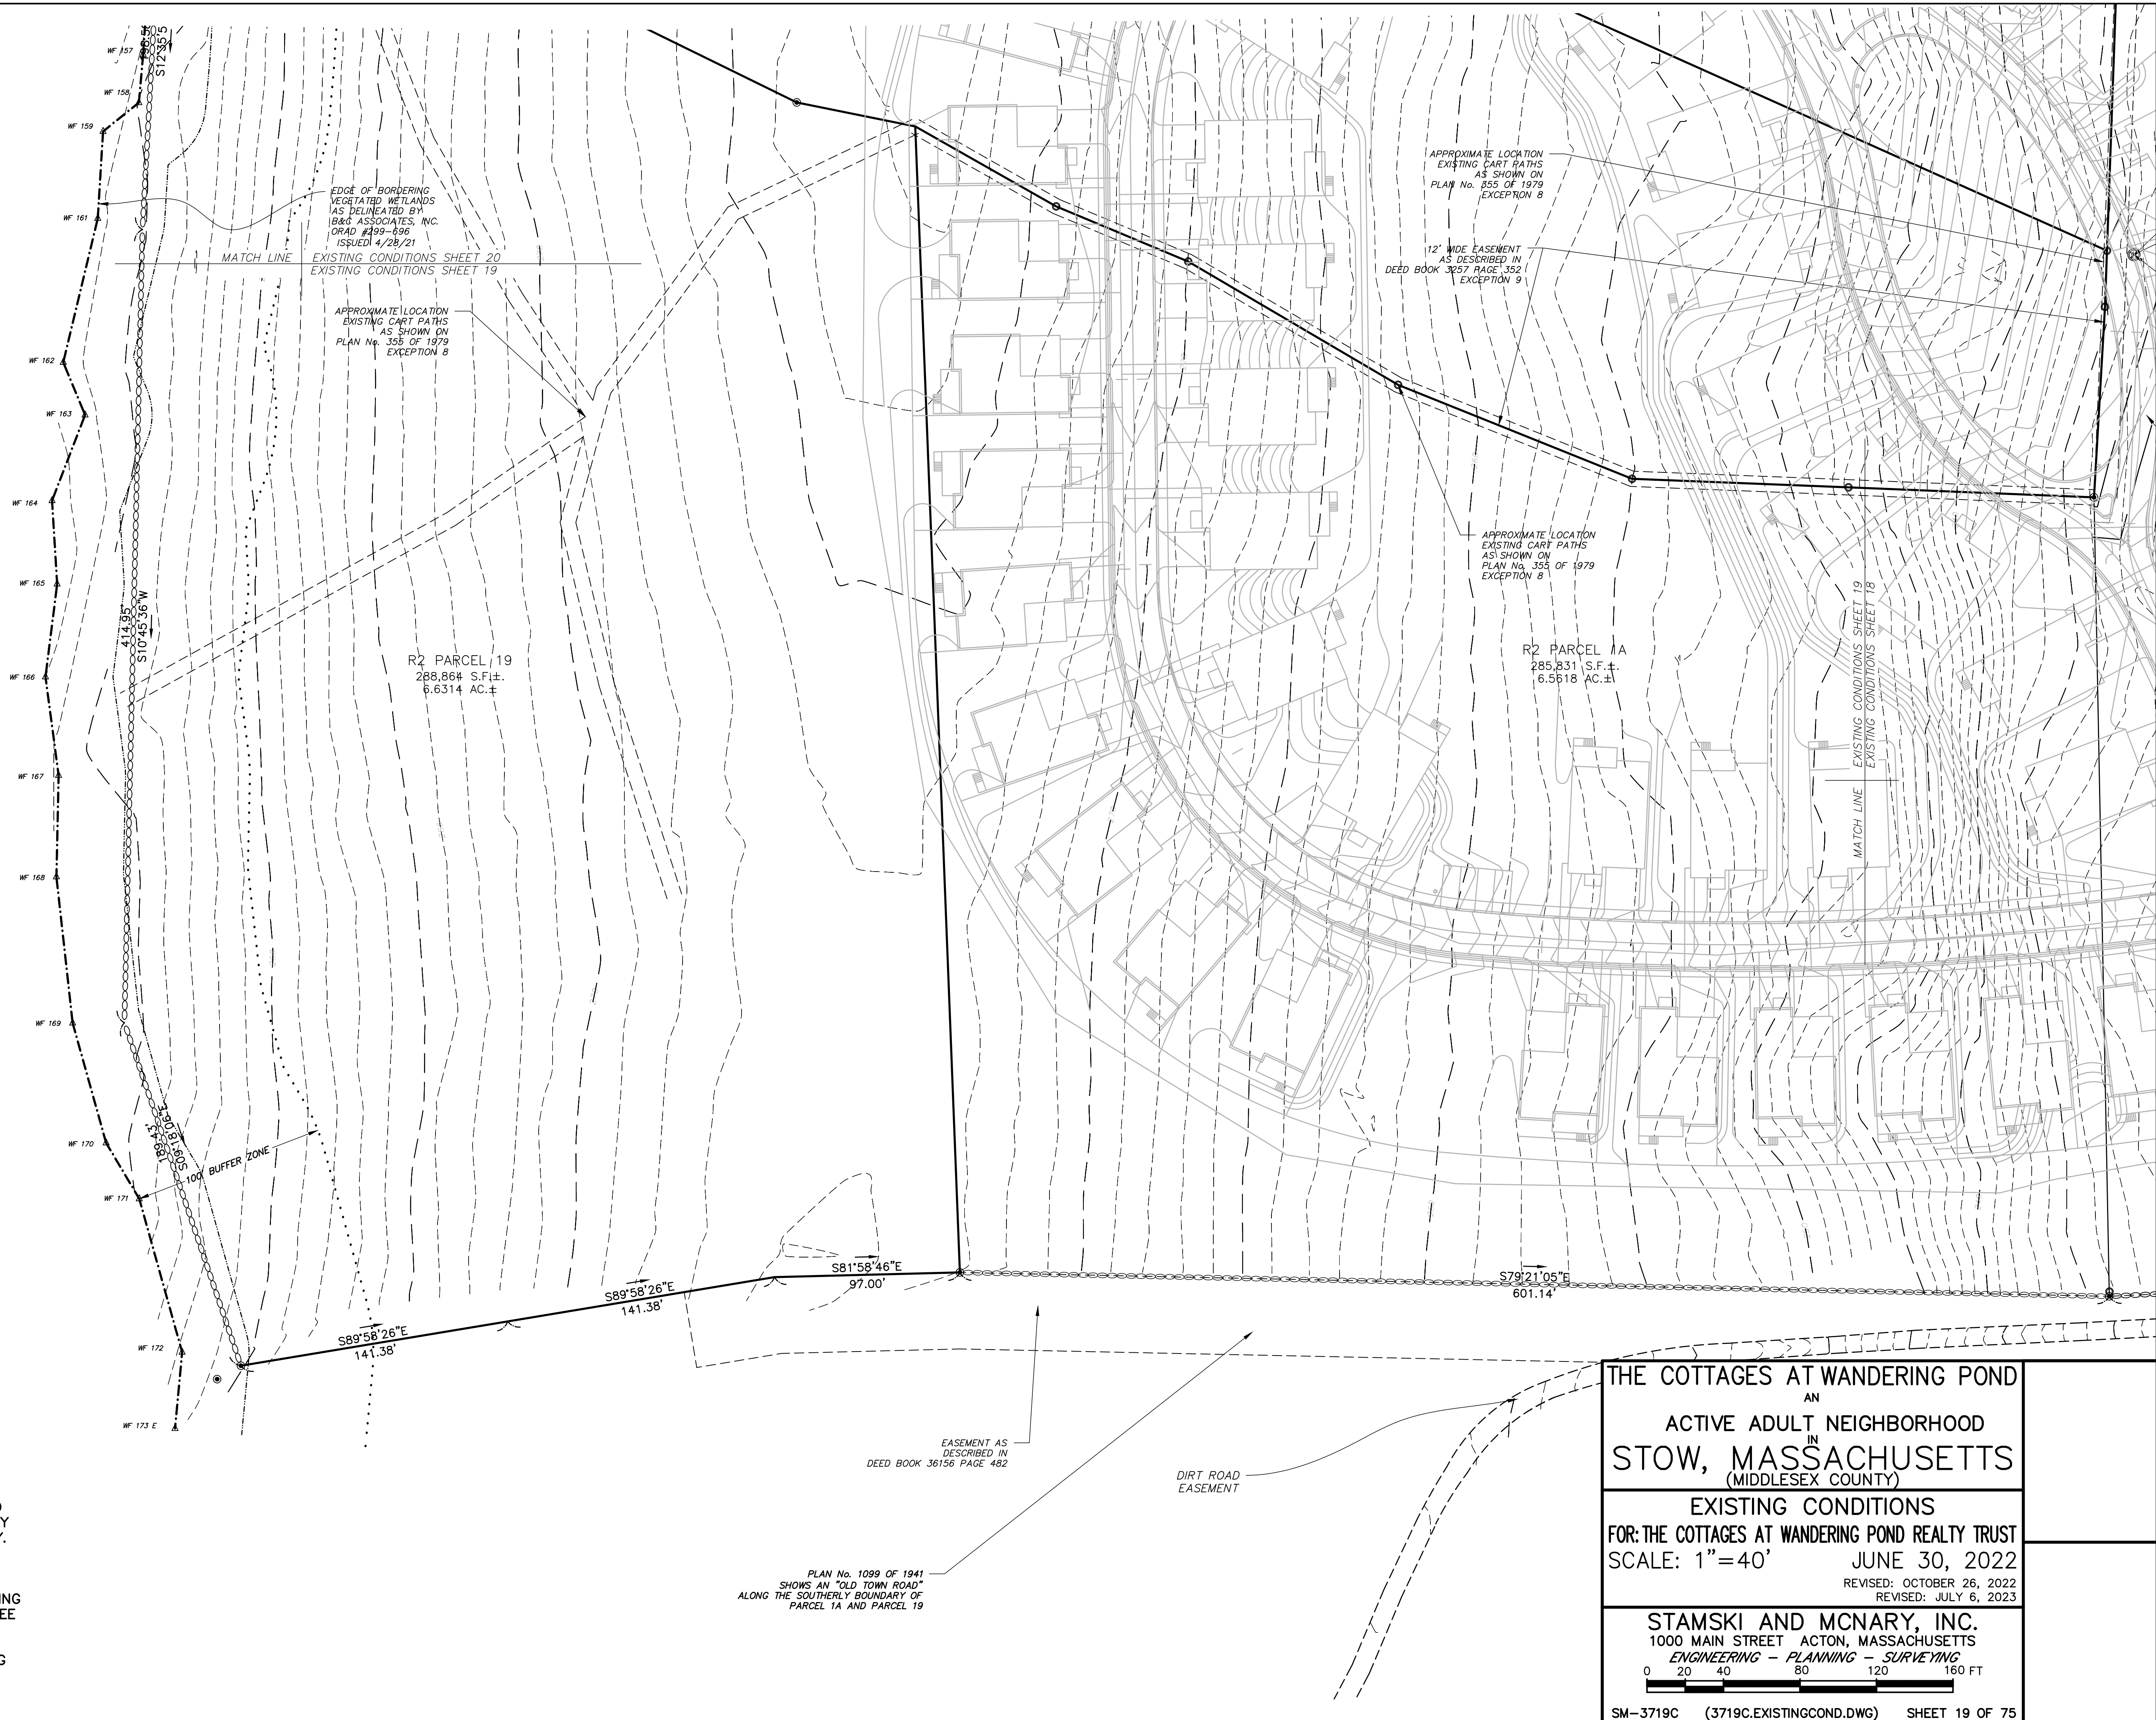 WF 157
S12°35'5
WF 158
WF 159
WF 161
EDGE OF BORDERING
VEGETATED WETLANDS
AS DELINEATED BY
B&C ASSOCIATES, INC.
ORAD #299-696
ISSUED 4/28/21
MATCH LINE EXISTING CONDITIONS SHEET 20
EXISTING CONDITIONS SHEET 19
APPROXIMATE LOCATION
EXISTING CART PATHS
AS SHOWN ON
PLAN No. 355 OF 1979
EXCEPTION 8
APPROXIMATE LOCATION
EXISTING CART PATHS
AS SHOWN ON
PLAN No. 355 OF 1979
EXCEPTION 8
12' WIDE EASEMENT
AS DESCRIBED IN
DEED BOOK 3257 PAGE 352
EXCEPTION 9
WF 162
WF 163
WF 164
WF 165
WF 166
WF 167
WF 168
WF 169
WF 170
WF 171
WF 172
WF 173 E
414.95'
S10°45'36"W
R2 PARCEL 19
288,864 S.F.±.
6.6314 AC.±
APPROXIMATE LOCATION
EXISTING CART PATHS
AS SHOWN ON
PLAN No. 355 OF 1979
EXCEPTION 8
R2 PARCEL 1A
285,831 S.F.±.
6.5618 AC.±
MATCH LINE EXISTING CONDITIONS SHEET 19
EXISTING CONDITIONS SHEET 18
189.43'
S09°18'06"E
100' BUFFER ZONE
S89°58'26"E
141.38'
S89°58'26"E
141.38'
S81°58'46"E
97.00'
S79°21'05"E
601.14'
EASEMENT AS
DESCRIBED IN
DEED BOOK 36156 PAGE 482
DIRT ROAD
EASEMENT
PLAN No. 1099 OF 1941
SHOWS AN "OLD TOWN ROAD"
ALONG THE SOUTHERLY BOUNDARY OF
PARCEL 1A AND PARCEL 19
Y
Y.
ING
EE
G
THE COTTAGES AT WANDERING POND
AN
ACTIVE ADULT NEIGHBORHOOD
IN
STOW, MASSACHUSETTS
(MIDDLESEX COUNTY)
EXISTING CONDITIONS
FOR: THE COTTAGES AT WANDERING POND REALTY TRUST
SCALE: 1"=40' JUNE 30, 2022
REVISED: OCTOBER 26, 2022
REVISED: JULY 6, 2023
STAMSKI AND MCNARY, INC.
1000 MAIN STREET ACTON, MASSACHUSETTS
ENGINEERING - PLANNING - SURVEYING
0 20 40 80 120 160 FT
SM-3719C (3719C.EXISTINGCOND.DWG) SHEET 19 OF 75